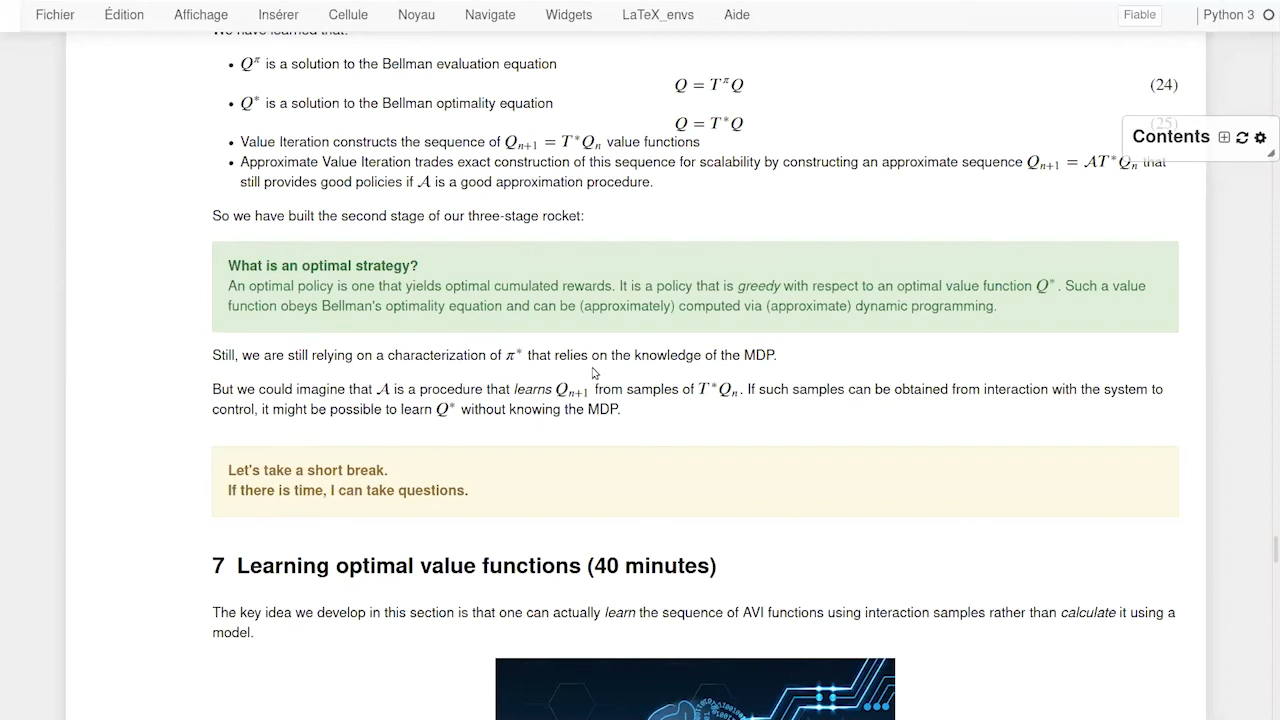 Fichier Édition Affichage Insérer Cellule Noyau Navigate Widgets LaTeX_envs Aide Fiable Python 3
We have learned that:
• Q^π is a solution to the Bellman evaluation equation
Q = T^π Q (24)
• Q^* is a solution to the Bellman optimality equation
Q = T^* Q (25)
Contents
• Value Iteration constructs the sequence of Q_{n+1} = T^* Q_n value functions
• Approximate Value Iteration trades exact construction of this sequence for scalability by constructing an approximate sequence Q_{n+1} = 𝒜T^* Q_n that
still provides good policies if 𝒜 is a good approximation procedure.
So we have built the second stage of our three-stage rocket:
What is an optimal strategy?
An optimal policy is one that yields optimal cumulated rewards. It is a policy that is greedy with respect to an optimal value function Q^*. Such a value
function obeys Bellman's optimality equation and can be (approximately) computed via (approximate) dynamic programming.
Still, we are still relying on a characterization of π^* that relies on the knowledge of the MDP.
But we could imagine that 𝒜 is a procedure that learns Q_{n+1} from samples of T^* Q_n. If such samples can be obtained from interaction with the system to
control, it might be possible to learn Q^* without knowing the MDP.
Let's take a short break.
If there is time, I can take questions.
7 Learning optimal value functions (40 minutes)
The key idea we develop in this section is that one can actually learn the sequence of AVI functions using interaction samples rather than calculate it using a
model.